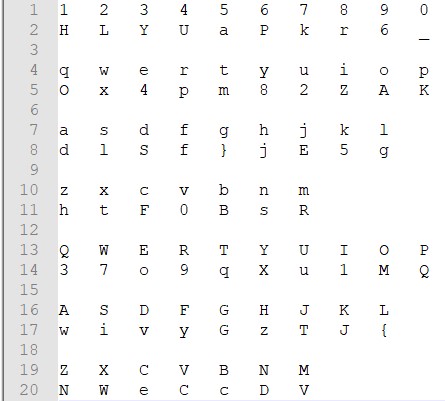 1 1 2 3 4 5 6 7 8 9 0
2 H L Y U a P k r 6 _
3
4 q w e r t y u i o p
5 O x 4 p m 8 2 Z A K
6
7 a s d f g h j k l
8 d l S f } j E 5 g
9
10 z x c v b n m
11 h t F 0 B s R
12
13 Q W E R T Y U I O P
14 3 7 o 9 q X u 1 M Q
15
16 A S D F G H J K L
17 w i v y G z T J {
18
19 Z X C V B N M
20 N W e C c D V